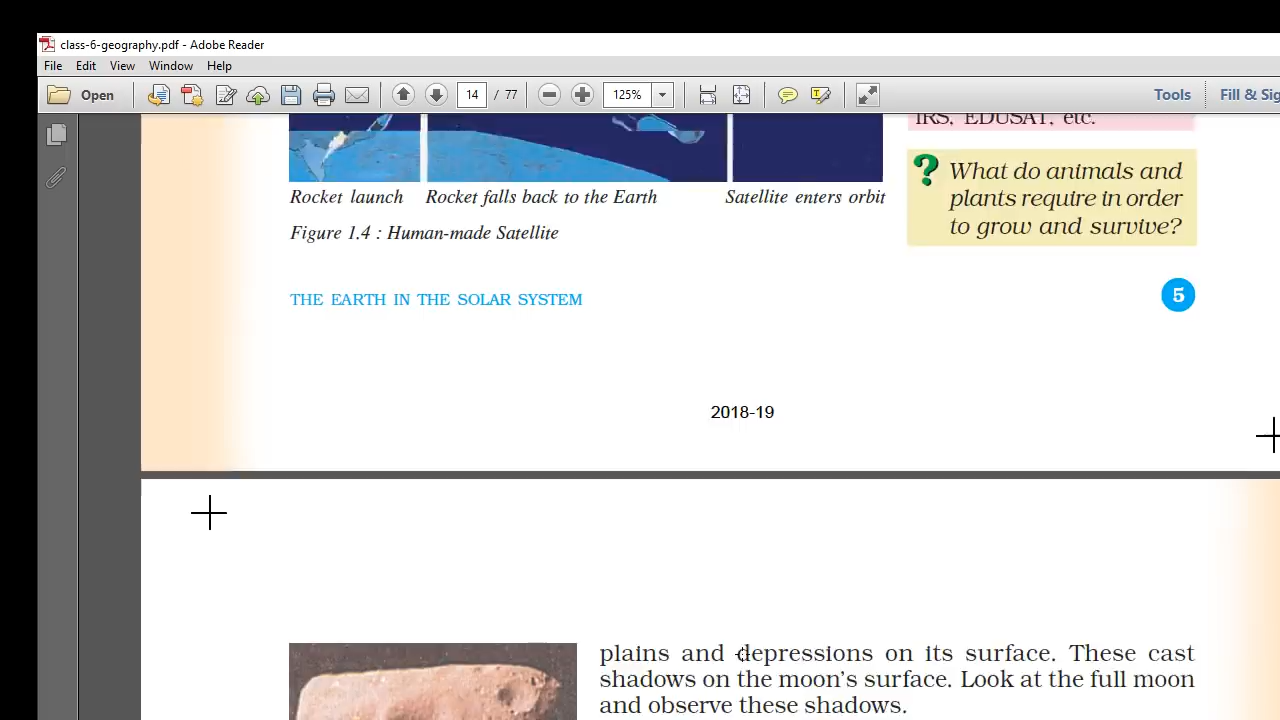 class-6-geography.pdf - Adobe Reader
File Edit View Window Help
Open 14 / 77 125% Tools Fill & Sig
IRS, EDUSAT, etc.
? What do animals and
plants require in order
to grow and survive?
Rocket launch Rocket falls back to the Earth Satellite enters orbit
Figure 1.4 : Human-made Satellite
THE EARTH IN THE SOLAR SYSTEM 5
2018-19
plains and depressions on its surface. These cast
shadows on the moon's surface. Look at the full moon
and observe these shadows.